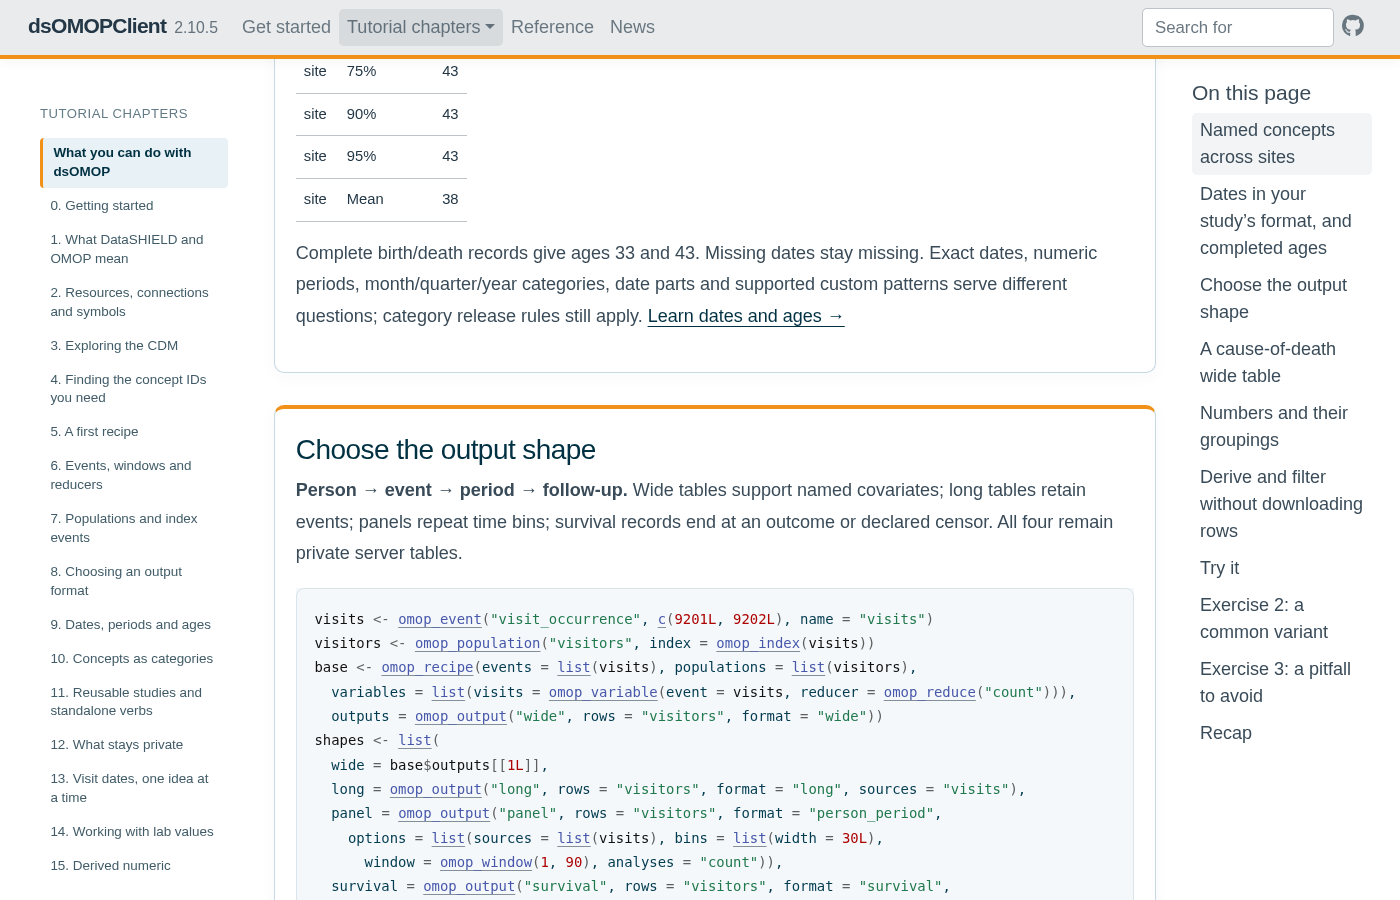 dsOMOPClient 2.10.5 Get started Tutorial chapters Reference News Search for
TUTORIAL CHAPTERS
What you can do with
dsOMOP
0. Getting started
1. What DataSHIELD and
OMOP mean
2. Resources, connections
and symbols
3. Exploring the CDM
4. Finding the concept IDs
you need
5. A first recipe
6. Events, windows and
reducers
7. Populations and index
events
8. Choosing an output
format
9. Dates, periods and ages
10. Concepts as categories
11. Reusable studies and
standalone verbs
12. What stays private
13. Visit dates, one idea at
a time
14. Working with lab values
15. Derived numeric
site 75% 43
site 90% 43
site 95% 43
site Mean 38
Complete birth/death records give ages 33 and 43. Missing dates stay missing. Exact dates, numeric
periods, month/quarter/year categories, date parts and supported custom patterns serve different
questions; category release rules still apply. Learn dates and ages →
Choose the output shape
Person → event → period → follow-up. Wide tables support named covariates; long tables retain
events; panels repeat time bins; survival records end at an outcome or declared censor. All four remain
private server tables.
visits <- omop_event("visit_occurrence", c(9201L, 9202L), name = "visits")
visitors <- omop_population("visitors", index = omop_index(visits))
base <- omop_recipe(events = list(visits), populations = list(visitors),
  variables = list(visits = omop_variable(event = visits, reducer = omop_reduce("count"))),
  outputs = omop_output("wide", rows = "visitors", format = "wide"))
shapes <- list(
  wide = base$outputs[[1L]],
  long = omop_output("long", rows = "visitors", format = "long", sources = "visits"),
  panel = omop_output("panel", rows = "visitors", format = "person_period",
    options = list(sources = list(visits), bins = list(width = 30L),
      window = omop_window(1, 90), analyses = "count")),
  survival = omop_output("survival", rows = "visitors", format = "survival",
On this page
Named concepts
across sites
Dates in your
study’s format, and
completed ages
Choose the output
shape
A cause-of-death
wide table
Numbers and their
groupings
Derive and filter
without downloading
rows
Try it
Exercise 2: a
common variant
Exercise 3: a pitfall
to avoid
Recap